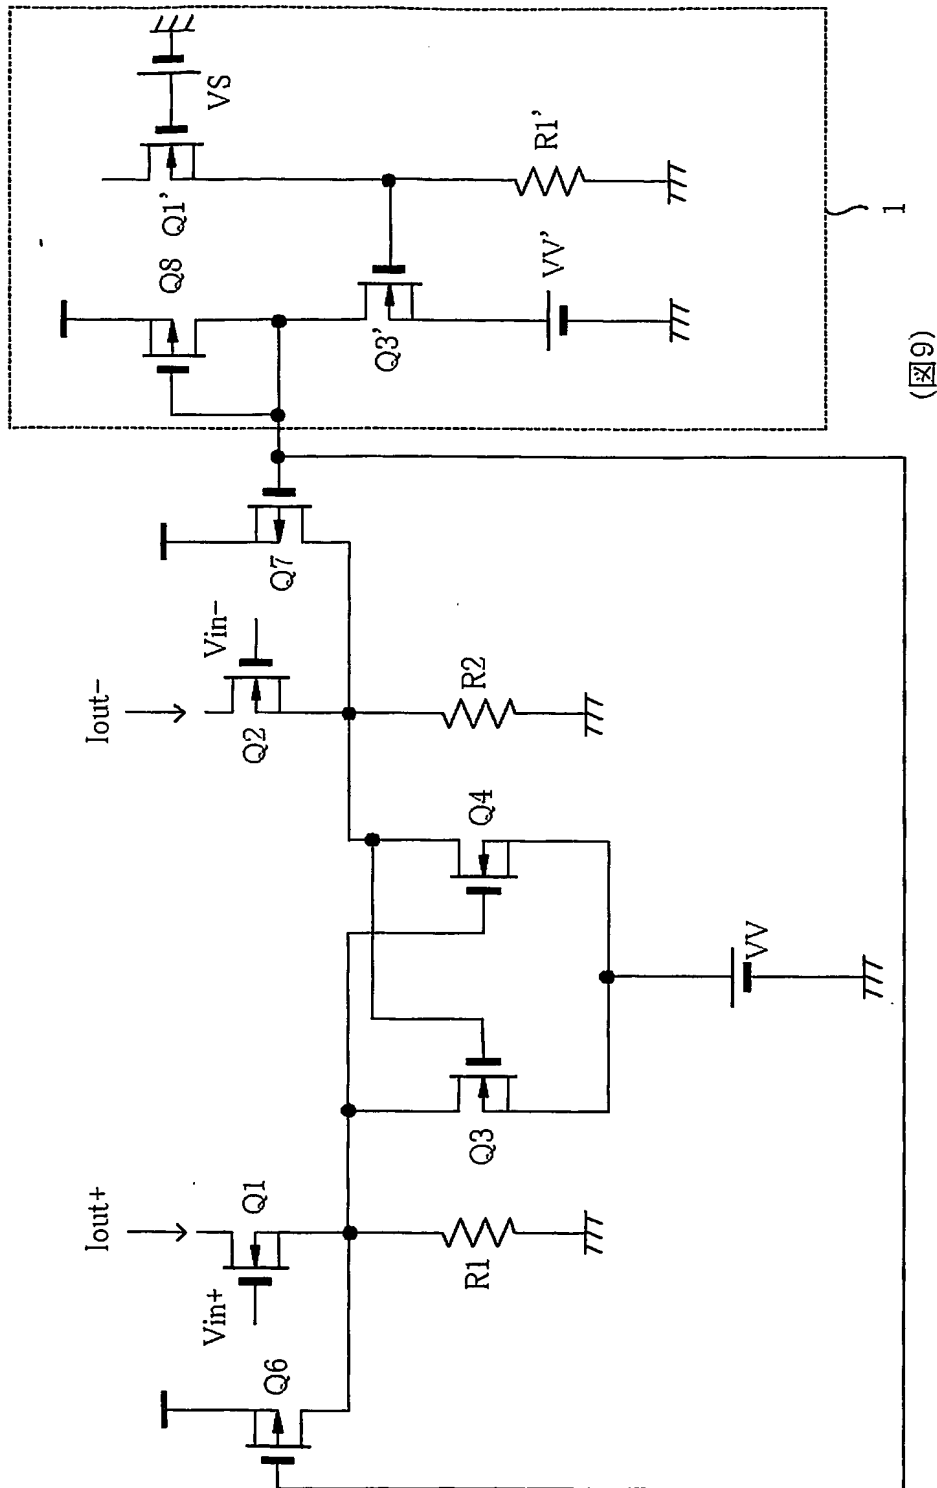 VS
Q1'
R1'
Q8
Q3'
VV'
1
Q7
Vin-
Iout-
Q2
R2
Q4
VV
Q3
Iout+
Q1
Vin+
R1
Q6
(図9)